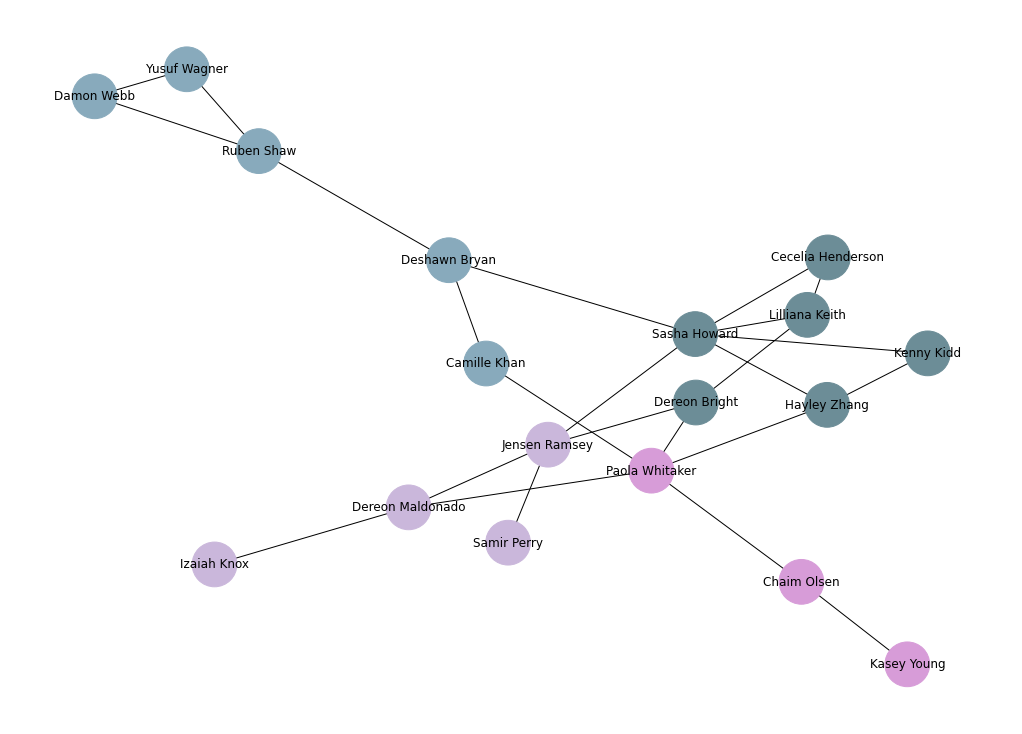 Yusuf Wagner
Damon Webb
Ruben Shaw
Cecelia Henderson
Deshawn Bryan
Lilliana Keith
Sasha Howard
Kenny Kidd
Camille Khan
Dereon Bright
Hayley Zhang
Jensen Ramsey
Paola Whitaker
Dereon Maldonado
Samir Perry
Izaiah Knox
Chaim Olsen
Kasey Young